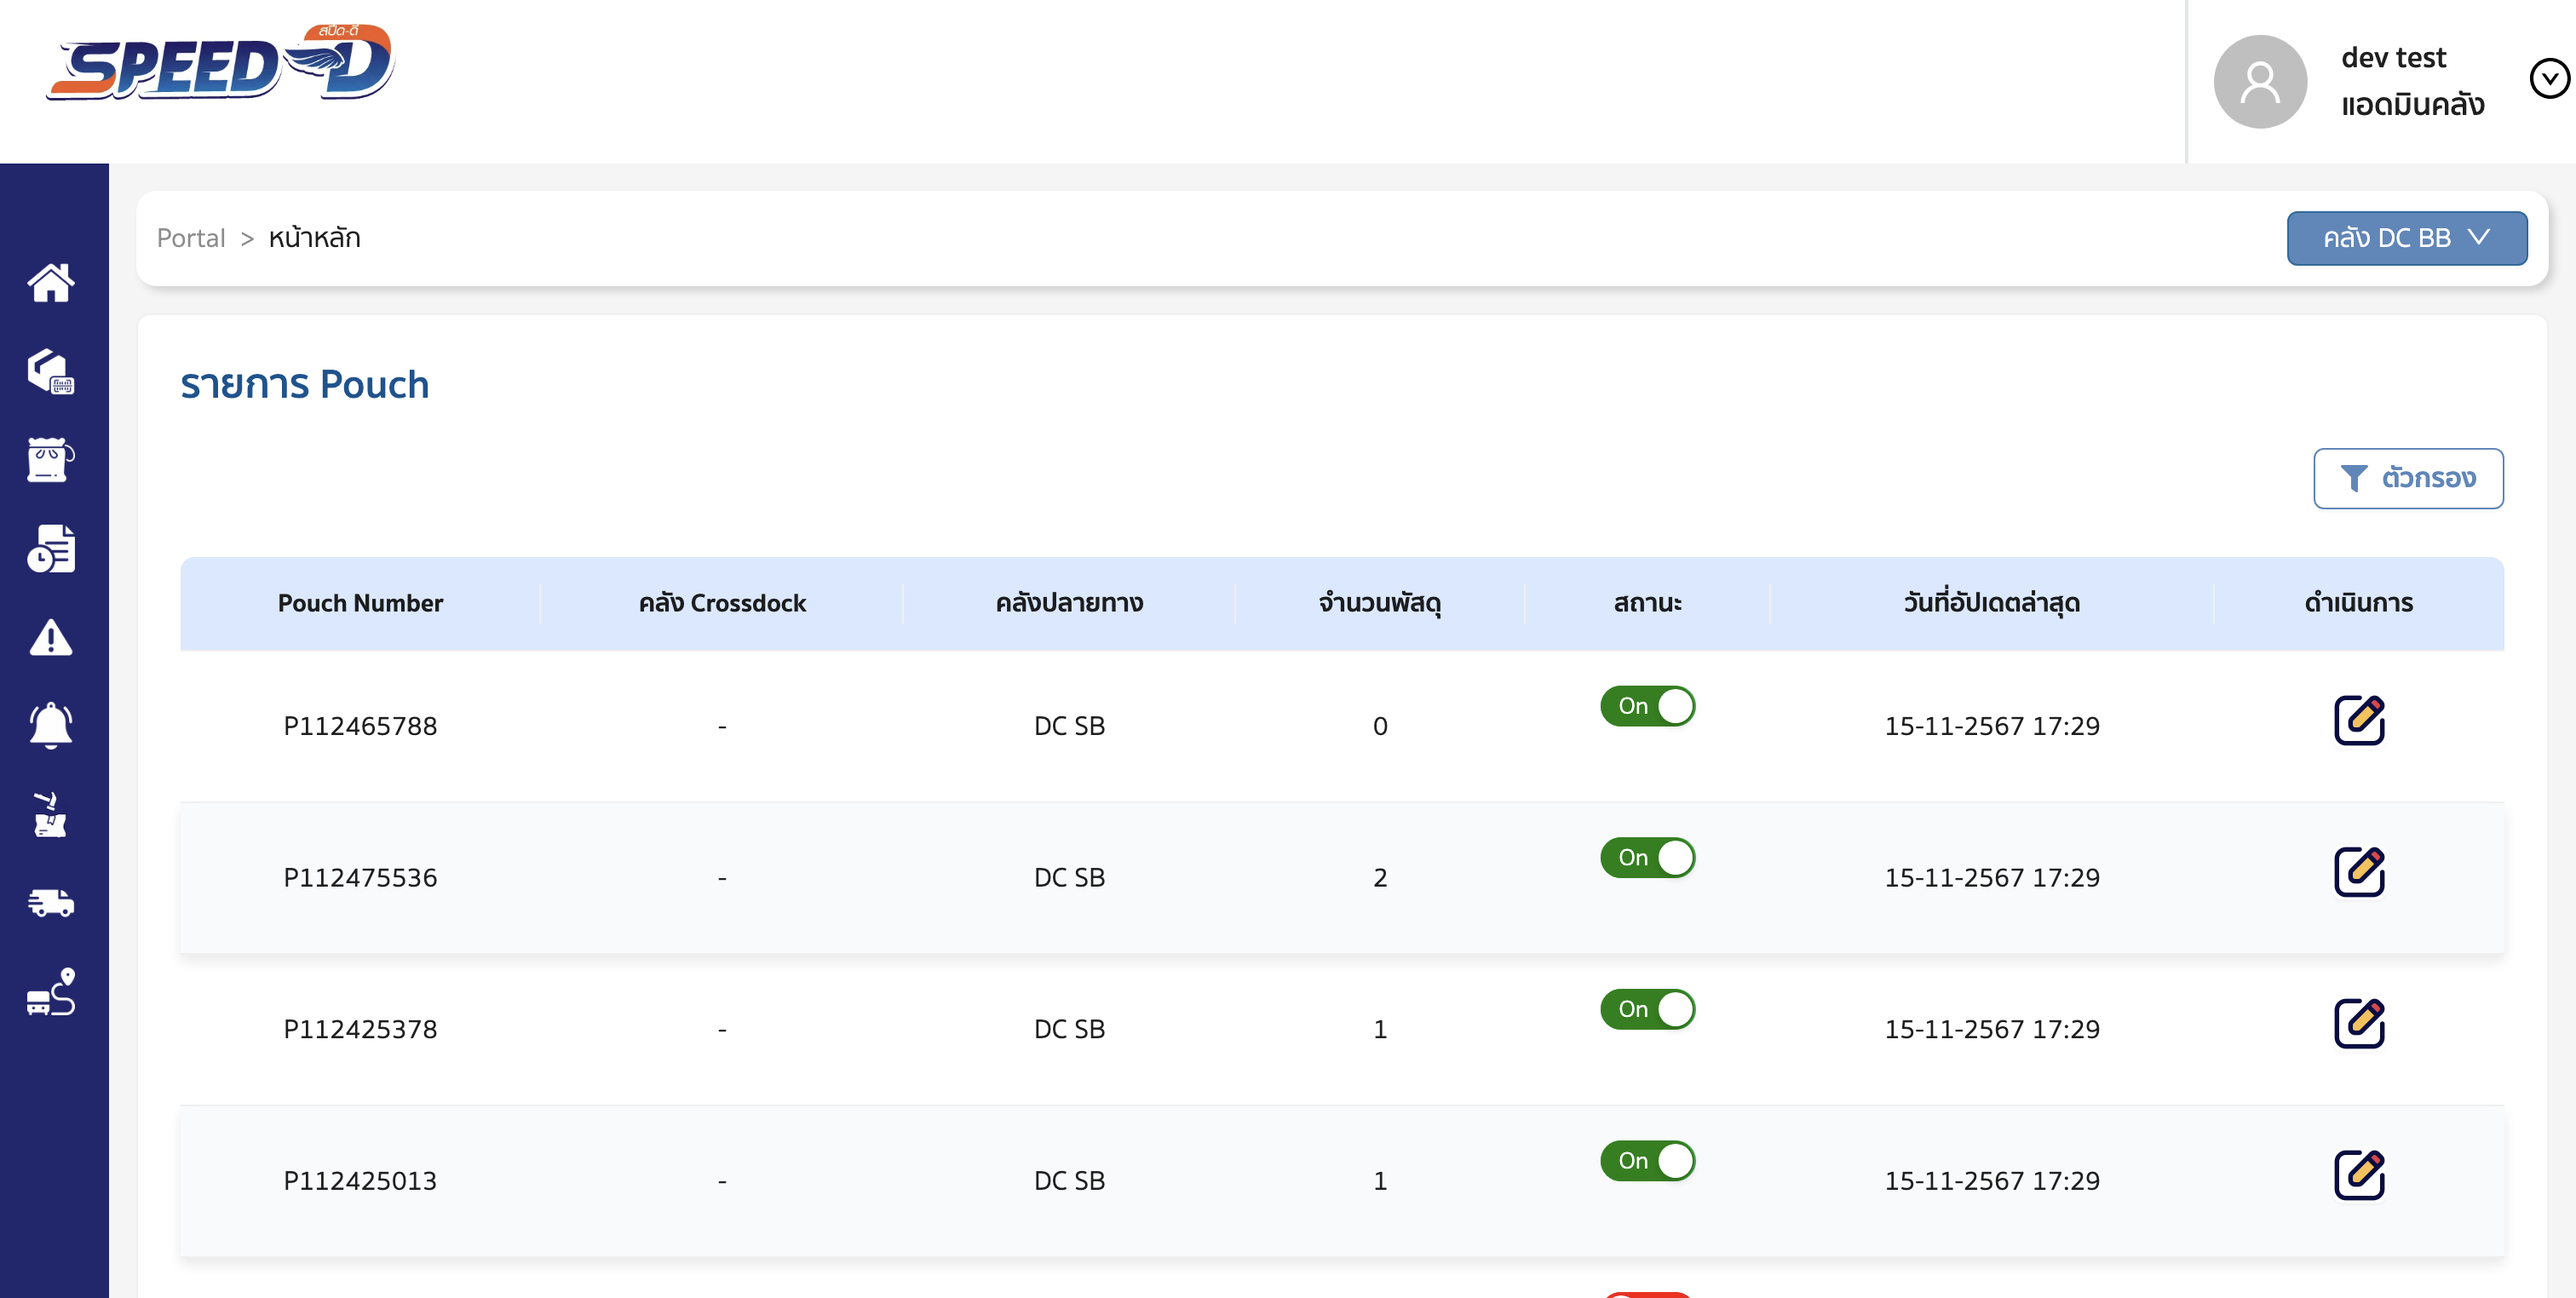 สปีด-ดี
SPEED-D
dev test
แอดมินคลัง
Portal > หน้าหลัก
คลัง DC BB
รายการ Pouch
ตัวกรอง
Pouch Number คลัง Crossdock คลังปลายทาง จำนวนพัสดุ สถานะ วันที่อัปเดตล่าสุด ดำเนินการ
P112465788 - DC SB 0 On 15-11-2567 17:29
P112475536 - DC SB 2 On 15-11-2567 17:29
P112425378 - DC SB 1 On 15-11-2567 17:29
P112425013 - DC SB 1 On 15-11-2567 17:29